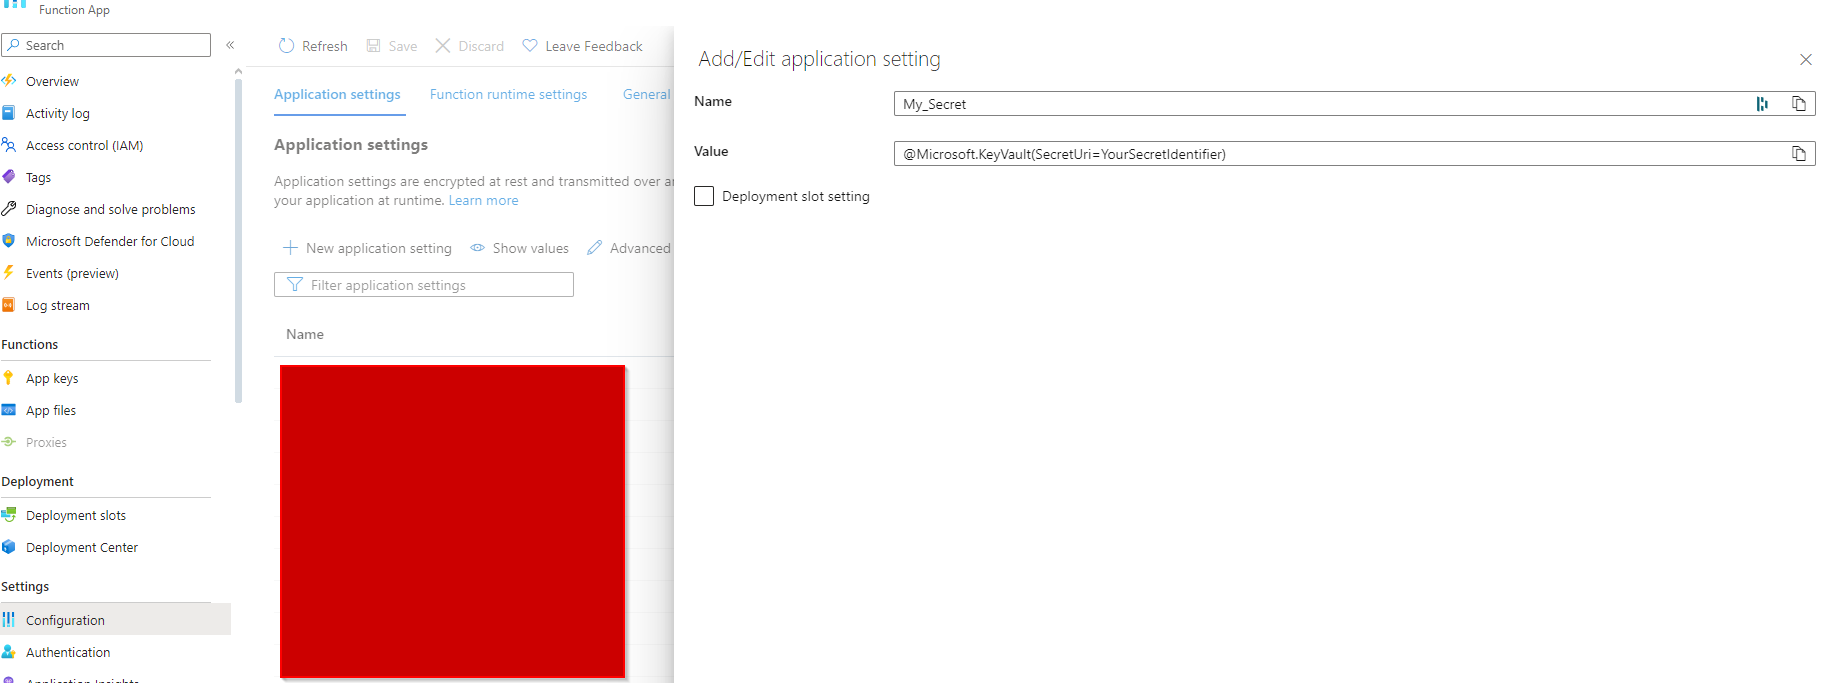 Function App
Search
«
Overview
Activity log
Access control (IAM)
Tags
Diagnose and solve problems
Microsoft Defender for Cloud
Events (preview)
Log stream
Functions
App keys
App files
Proxies
Deployment
Deployment slots
Deployment Center
Settings
Configuration
Authentication
Application Insights
Refresh Save Discard Leave Feedback
Application settings Function runtime settings General
Application settings
Application settings are encrypted at rest and transmitted over
your application at runtime. Learn more
New application setting Show values Advanced
Filter application settings
Name
Add/Edit application setting
Name My_Secret
Value @Microsoft.KeyVault(SecretUri=YourSecretIdentifier)
Deployment slot setting